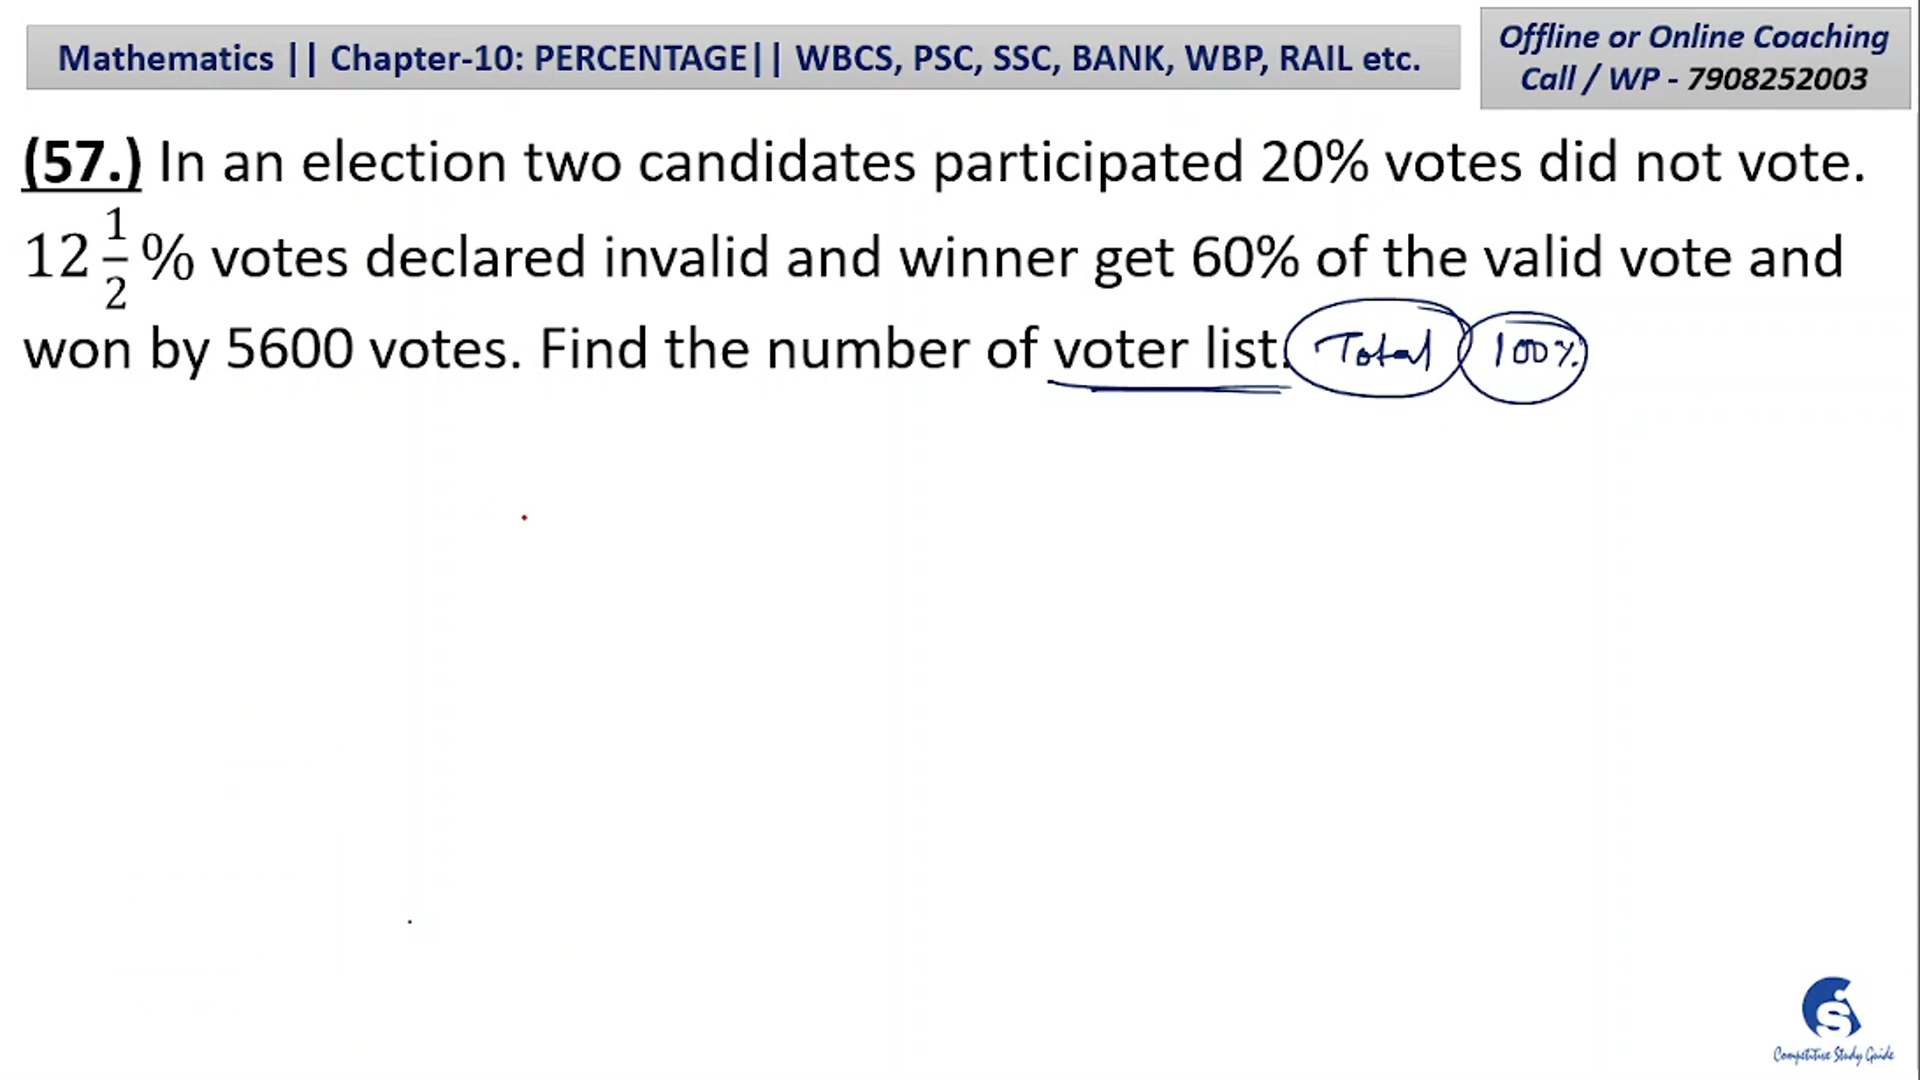 Mathematics || Chapter-10: PERCENTAGE|| WBCS, PSC, SSC, BANK, WBP, RAIL etc.
Offline or Online Coaching
Call / WP - 7908252003
(57.) In an election two candidates participated 20% votes did not vote.
12 1/2 % votes declared invalid and winner get 60% of the valid vote and
won by 5600 votes. Find the number of voter list. Total 100%
Competitive Study Guide